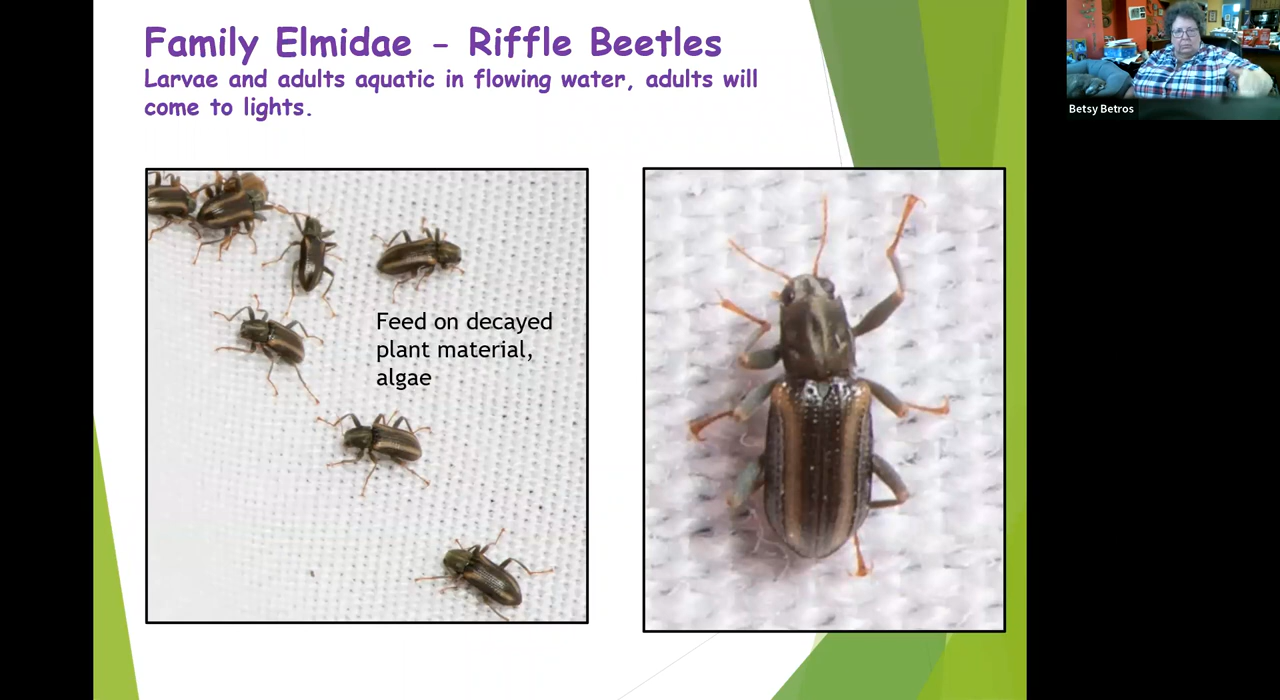 Family Elmidae - Riffle Beetles
Larvae and adults aquatic in flowing water, adults will
come to lights.
Betsy Betros
Feed on decayed
plant material,
algae